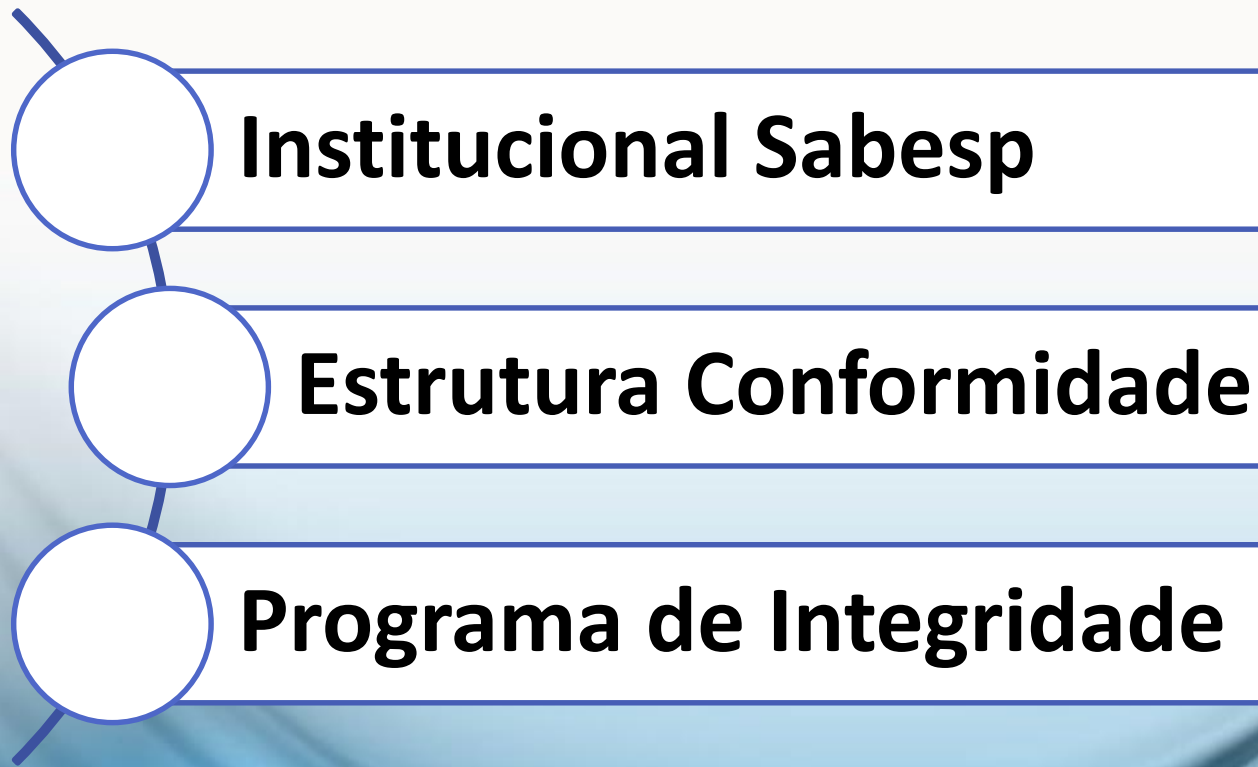 Institucional Sabesp
Estrutura Conformidade
Programa de Integridade